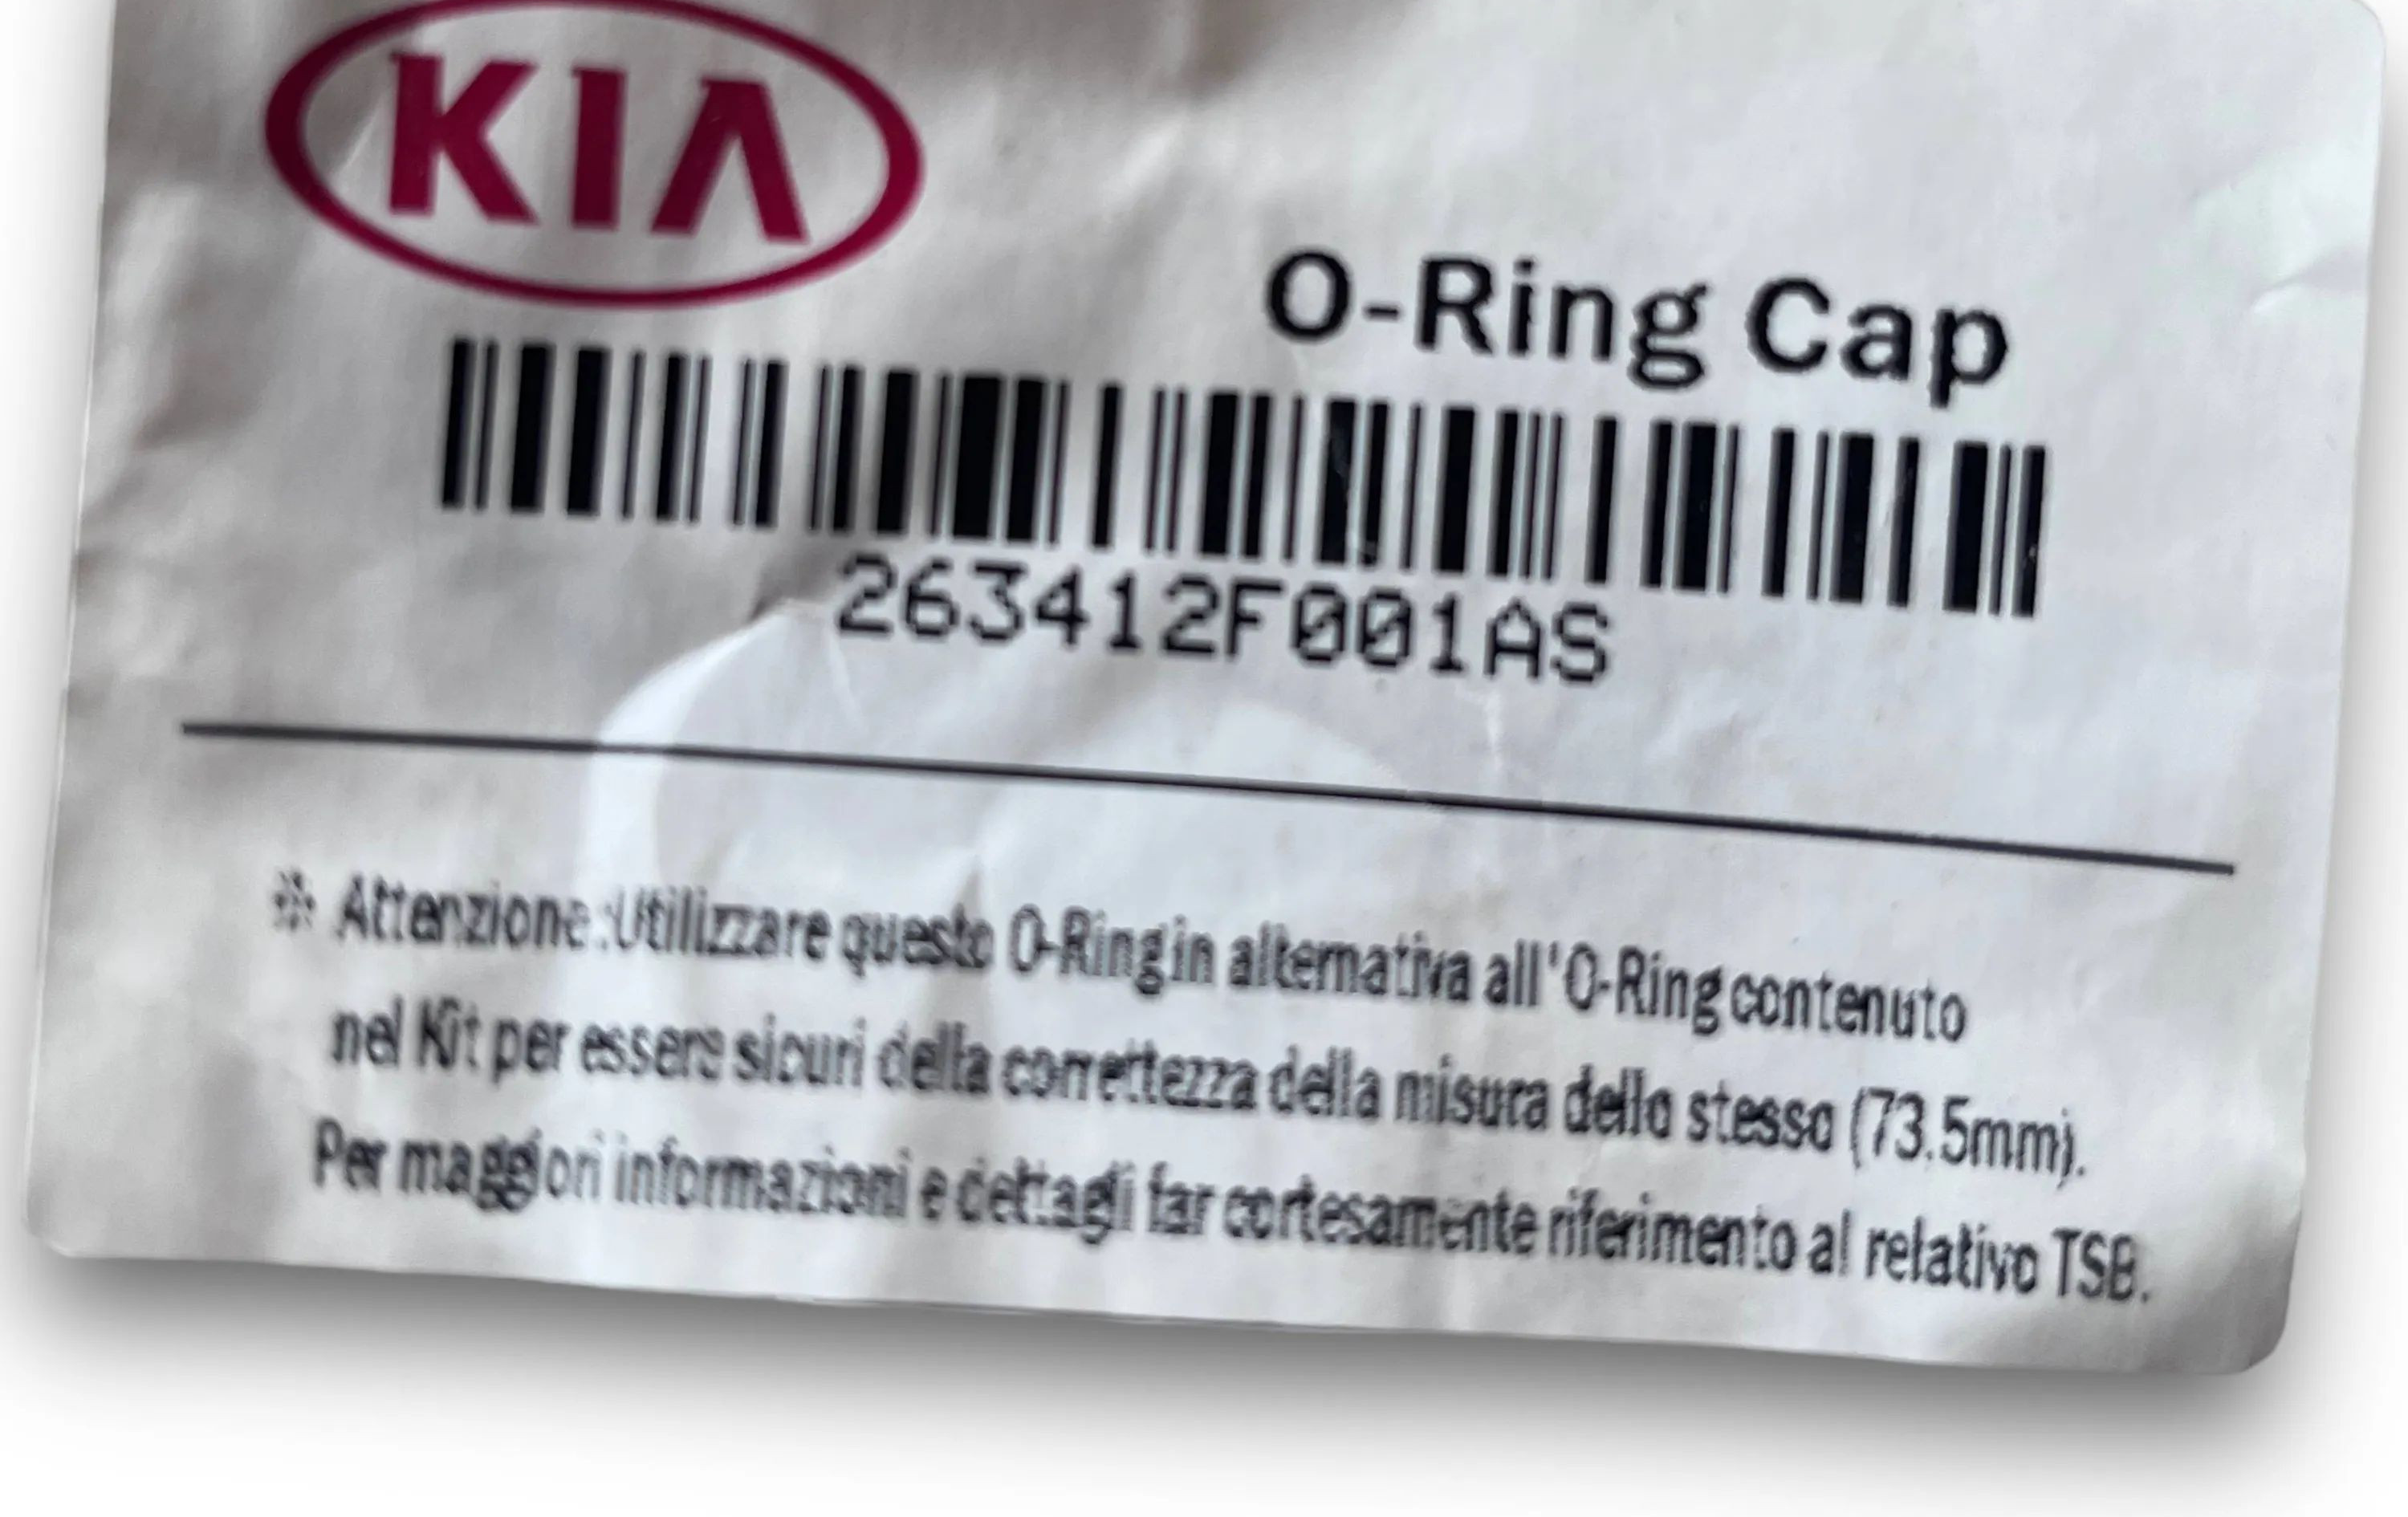 KIA
O-Ring Cap
263412F001AS
※ Attenzione :Utilizzare questo O-Ring in alternativa all'O-Ring contenuto
nel Kit per essere sicuri della correttezza della misura dello stesso (73.5mm).
Per maggiori informazioni e dettagli far cortesamente riferimento al relativo TSB.